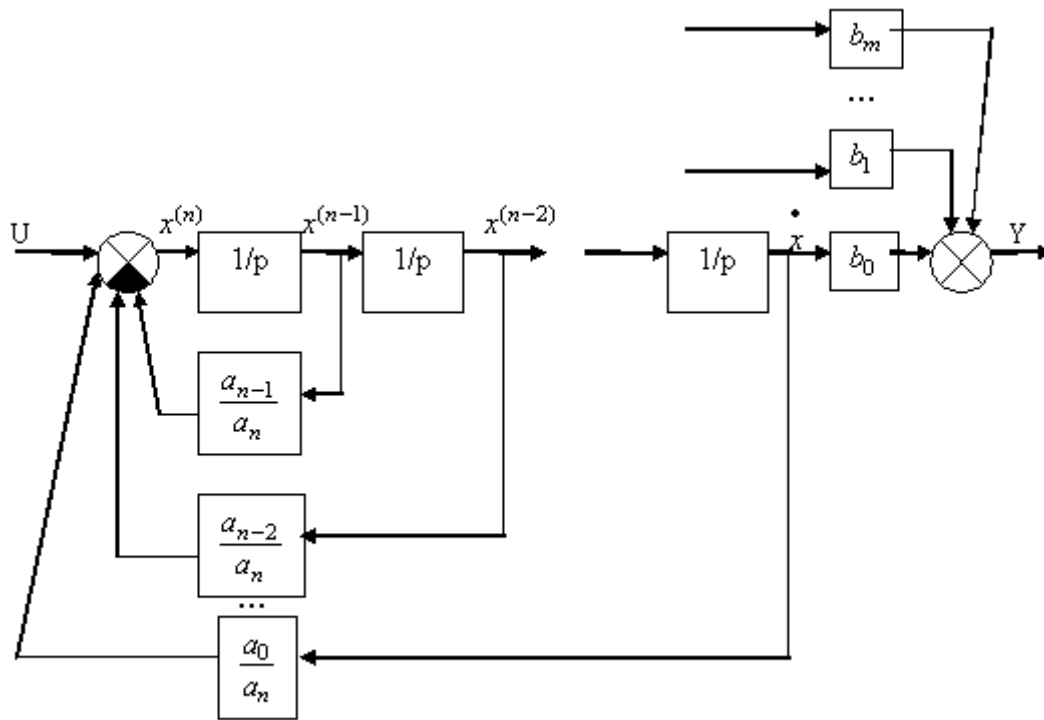 b_m
...
b_1
U x^(n) 1/p x^(n-1) 1/p x^(n-2) 1/p ẋ b_0 Y
a_{n-1}/a_n
a_{n-2}/a_n
...
a_0/a_n